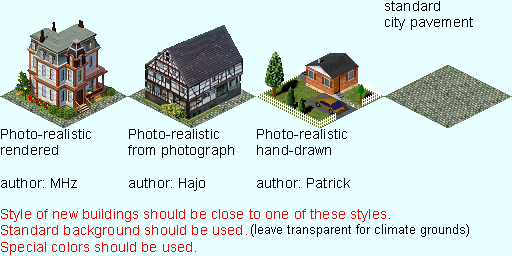 standard
city pavement
Photo-realistic
rendered
author: MHz
Photo-realistic
from photograph
author: Hajo
Photo-realistic
hand-drawn
author: Patrick
Style of new buildings should be close to one of these styles.
Standard background should be used. (leave transparent for climate grounds)
Special colors should be used.